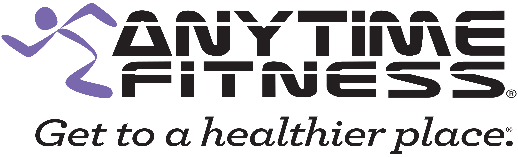 ANYTIME
FITNESS®
Get to a healthier place.®